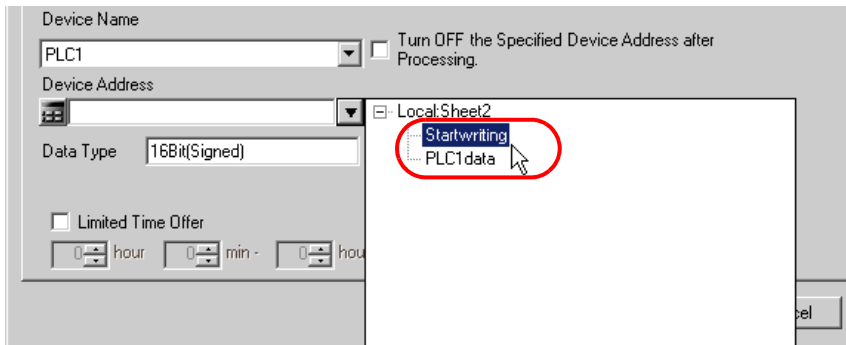 Device Name
PLC1
Turn OFF the Specified Device Address after
Processing.
Device Address
Local:Sheet2
Startwriting
Data Type 16Bit(Signed)
PLC1data
Limited Time Offer
0 hour 0 min - 0 hou
cel